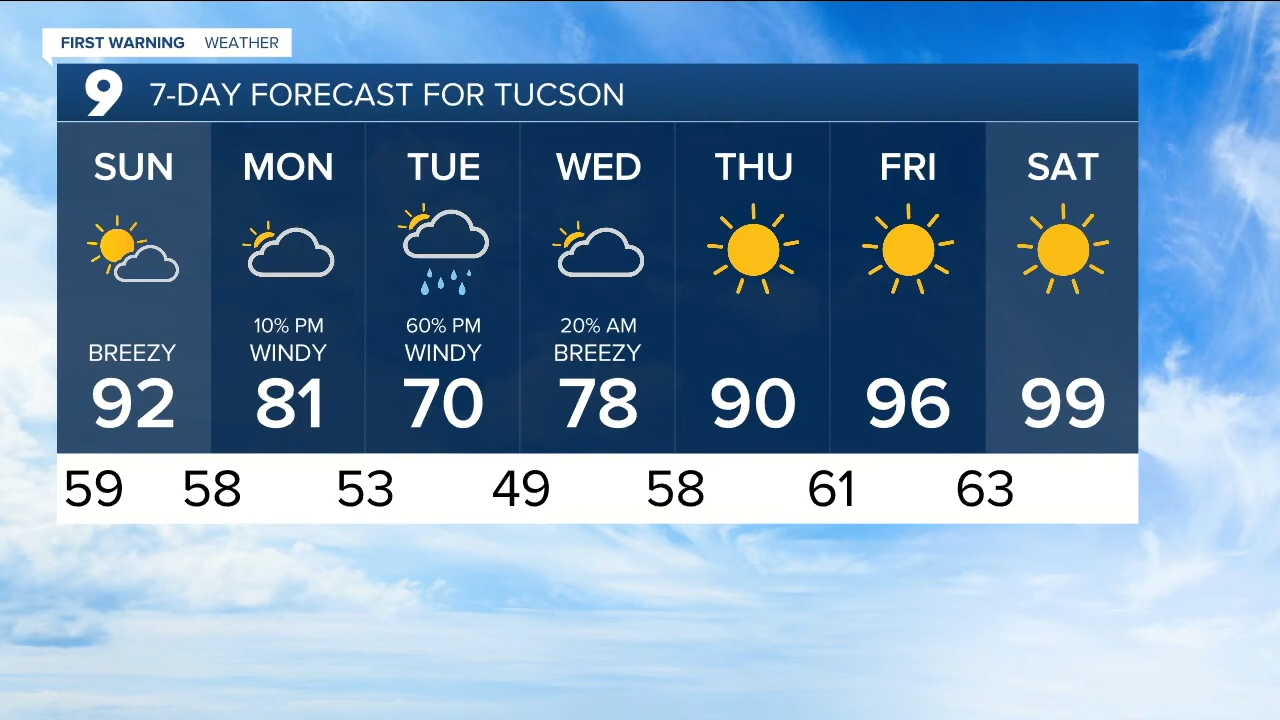 FIRST WARNING WEATHER
9 7-DAY FORECAST FOR TUCSON
SUN MON TUE WED THU FRI SAT
10% PM 60% PM 20% AM
BREEZY WINDY WINDY BREEZY
92 81 70 78 90 96 99
59 58 53 49 58 61 63